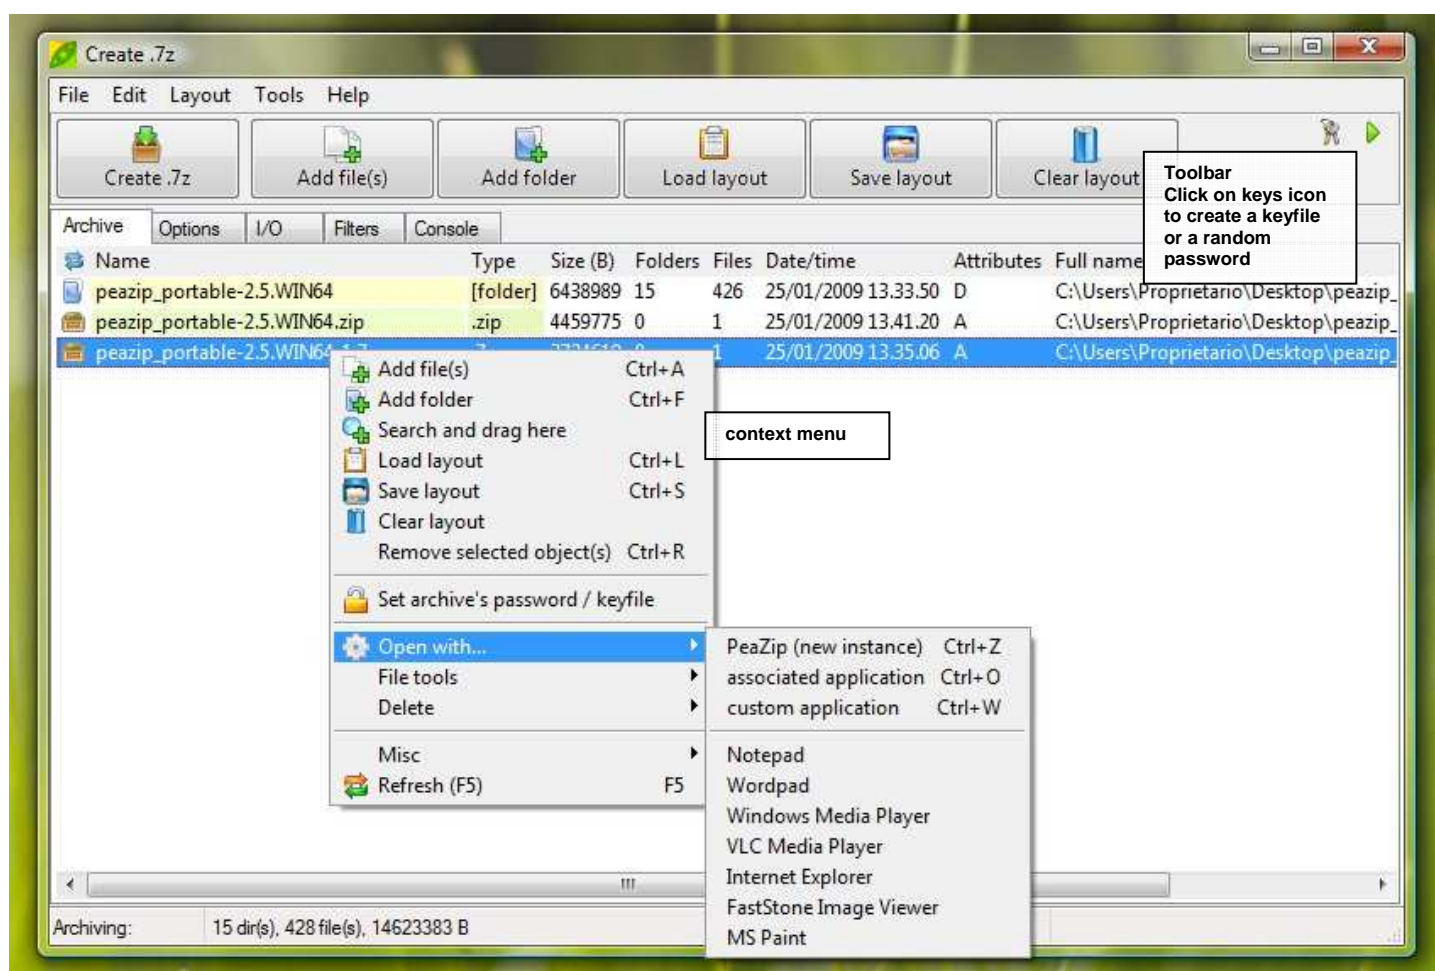 Create .7z
File Edit Layout Tools Help
Create .7z Add file(s) Add folder Load layout Save layout Clear layout
Toolbar
Click on keys icon
to create a keyfile
or a random
password
Archive Options I/O Filters Console
Name Type Size (B) Folders Files Date/time Attributes Full name
peazip_portable-2.5.WIN64 [folder] 6438989 15 426 25/01/2009 13.33.50 D C:\Users\Proprietario\Desktop\peazip_
peazip_portable-2.5.WIN64.zip .zip 4459775 0 1 25/01/2009 13.41.20 A C:\Users\Proprietario\Desktop\peazip_
peazip_portable-2.5.WIN64 1 25/01/2009 13.35.06 A C:\Users\Proprietario\Desktop\peazip_
Add file(s) Ctrl+A
Add folder Ctrl+F
Search and drag here
context menu
Load layout Ctrl+L
Save layout Ctrl+S
Clear layout
Remove selected object(s) Ctrl+R
Set archive's password / keyfile
Open with...
File tools
Delete
Misc
Refresh (F5) F5
PeaZip (new instance) Ctrl+Z
associated application Ctrl+O
custom application Ctrl+W
Notepad
Wordpad
Windows Media Player
VLC Media Player
Internet Explorer
FastStone Image Viewer
MS Paint
Archiving: 15 dir(s), 428 file(s), 14623383 B